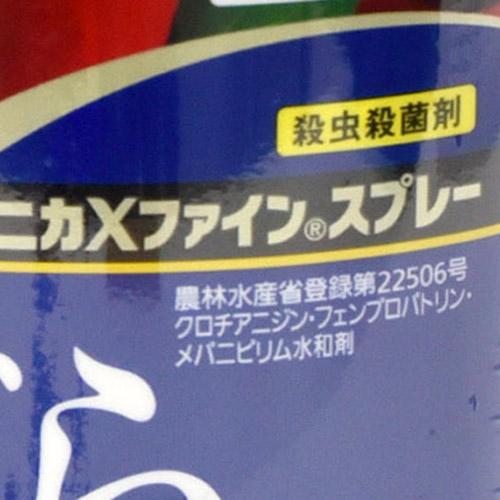 殺虫殺菌剤
ニカXファイン®スプレー
農林水産省登録第22506号
クロチアニジン・フェンプロパトリン・
メパニピリム水和剤
ら